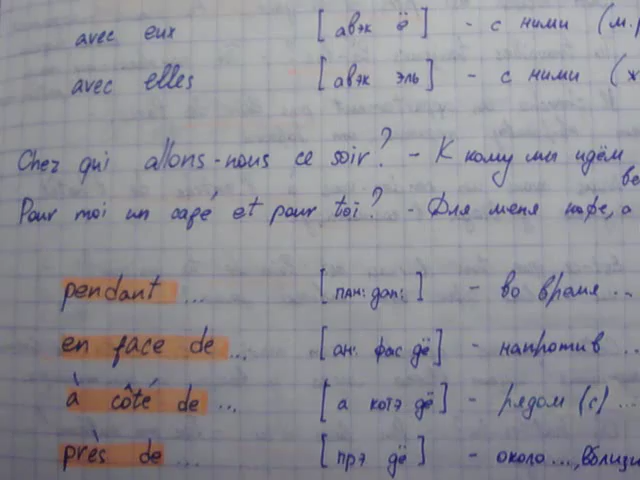 avec eux [авэк ё] - с ними (м.р
avec elles [авэк эль] - с ними (ж
Chez qui allons-nous ce soir? - К кому мы идём
ве
Pour moi un café et pour toi? - Для меня кофе, а
pendant ... [пан: дан:] - во время ...
en face de ... [ан: фас дё] - напротив ...
à côté de ... [а котэ дё] - рядом (с) ...
près de ... [прэ дё] - около ..., вблизи